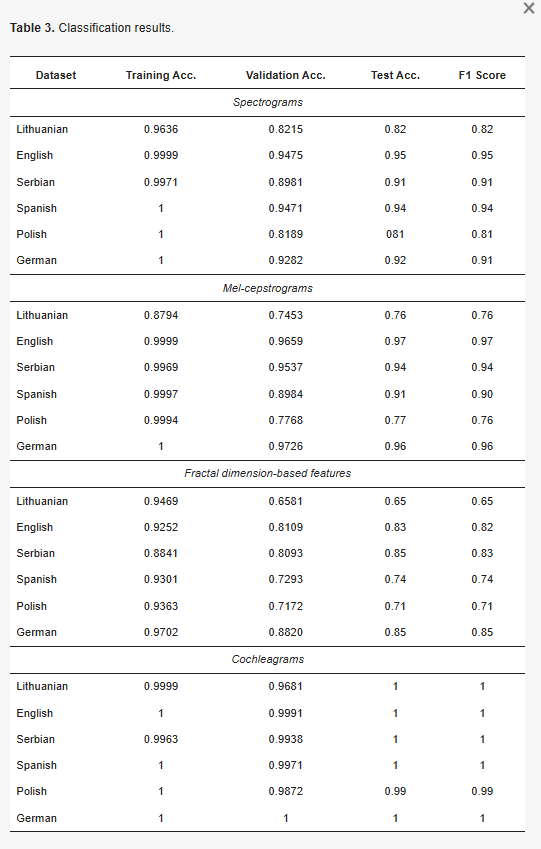 Table 3. Classification results.
Dataset Training Acc. Validation Acc. Test Acc. F1 Score
Spectrograms
Lithuanian 0.9636 0.8215 0.82 0.82
English 0.9999 0.9475 0.95 0.95
Serbian 0.9971 0.8981 0.91 0.91
Spanish 1 0.9471 0.94 0.94
Polish 1 0.8189 081 0.81
German 1 0.9282 0.92 0.91
Mel-cepstrograms
Lithuanian 0.8794 0.7453 0.76 0.76
English 0.9999 0.9659 0.97 0.97
Serbian 0.9969 0.9537 0.94 0.94
Spanish 0.9997 0.8984 0.91 0.90
Polish 0.9994 0.7768 0.77 0.76
German 1 0.9726 0.96 0.96
Fractal dimension-based features
Lithuanian 0.9469 0.6581 0.65 0.65
English 0.9252 0.8109 0.83 0.82
Serbian 0.8841 0.8093 0.85 0.83
Spanish 0.9301 0.7293 0.74 0.74
Polish 0.9363 0.7172 0.71 0.71
German 0.9702 0.8820 0.85 0.85
Cochleagrams
Lithuanian 0.9999 0.9681 1 1
English 1 0.9991 1 1
Serbian 0.9963 0.9938 1 1
Spanish 1 0.9971 1 1
Polish 1 0.9872 0.99 0.99
German 1 1 1 1